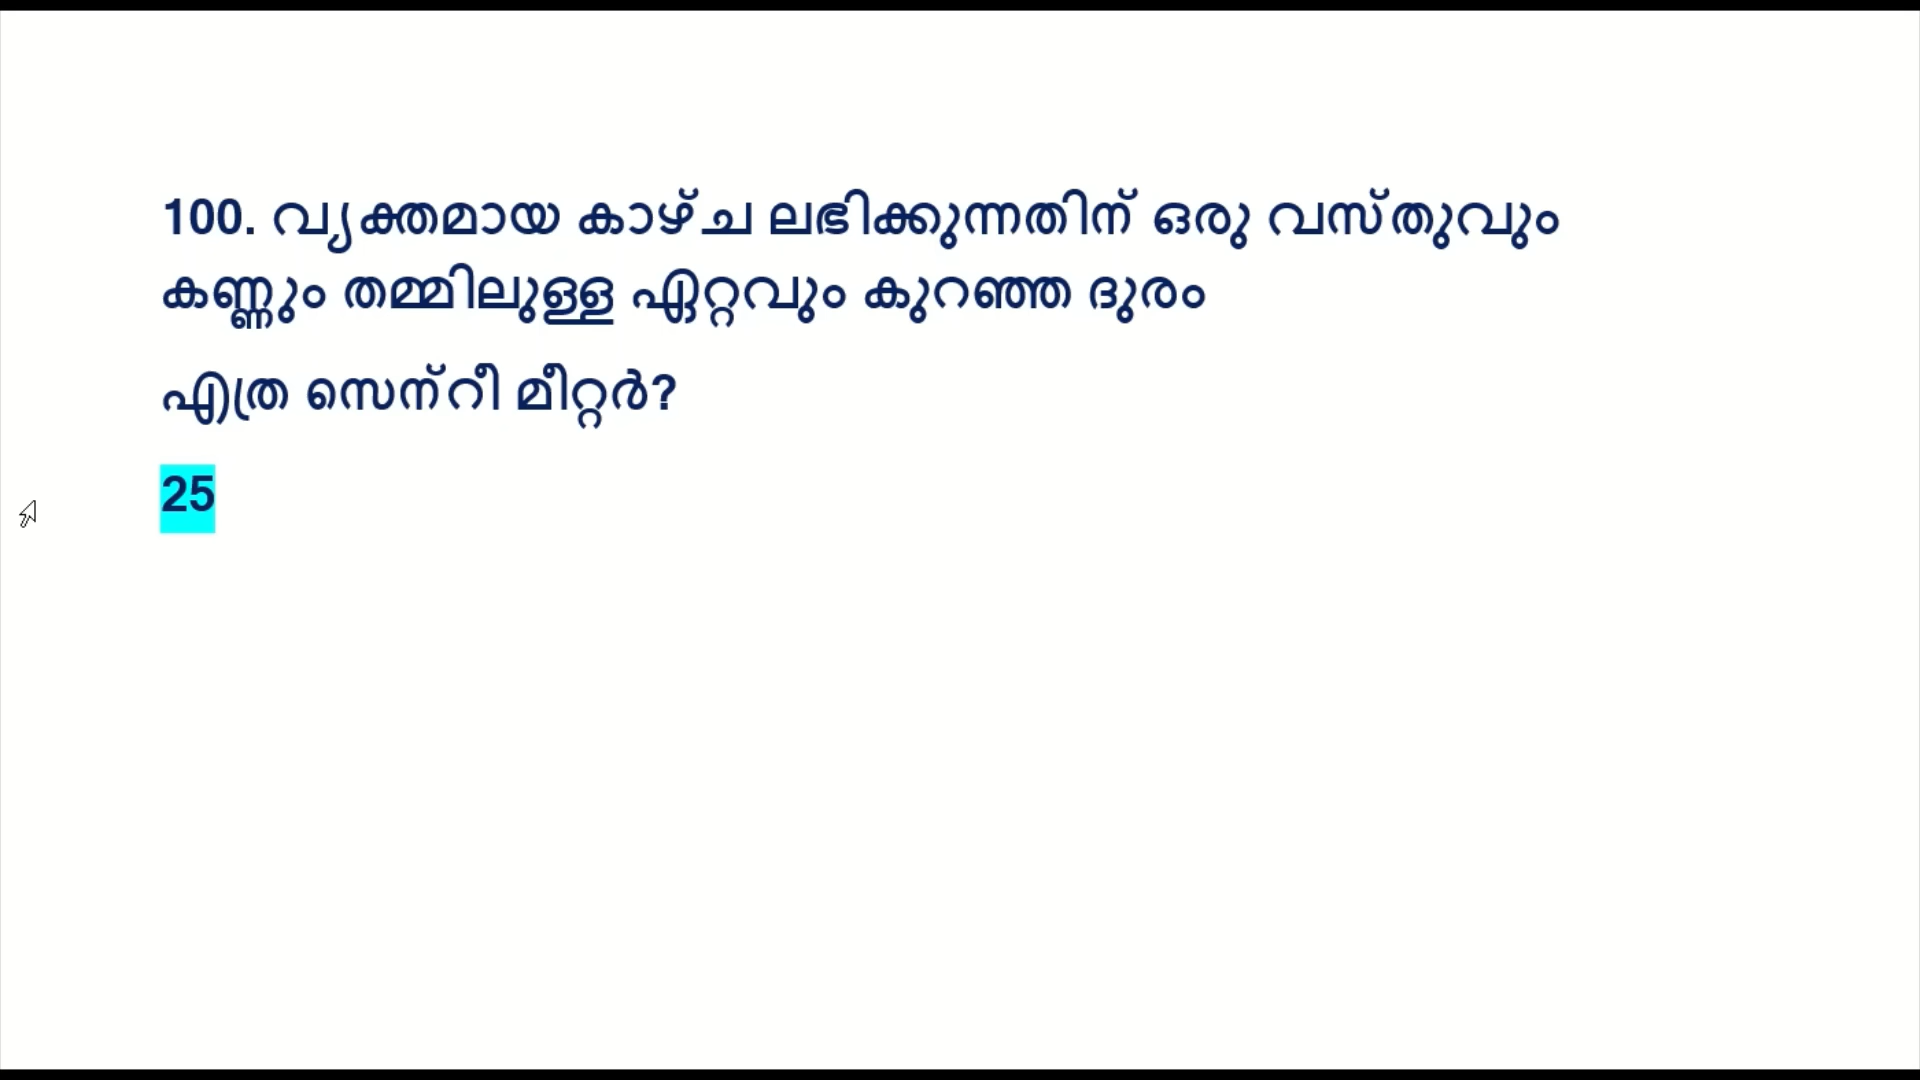 100. വ്യക്തമായ കാഴ്ച ലഭിക്കുന്നതിന് ഒരു വസ്തുവും
കണ്ണും തമ്മിലുള്ള ഏറ്റവും കുറഞ്ഞ ദുരം
എത്ര സെന്റീ മീറ്റർ?
25